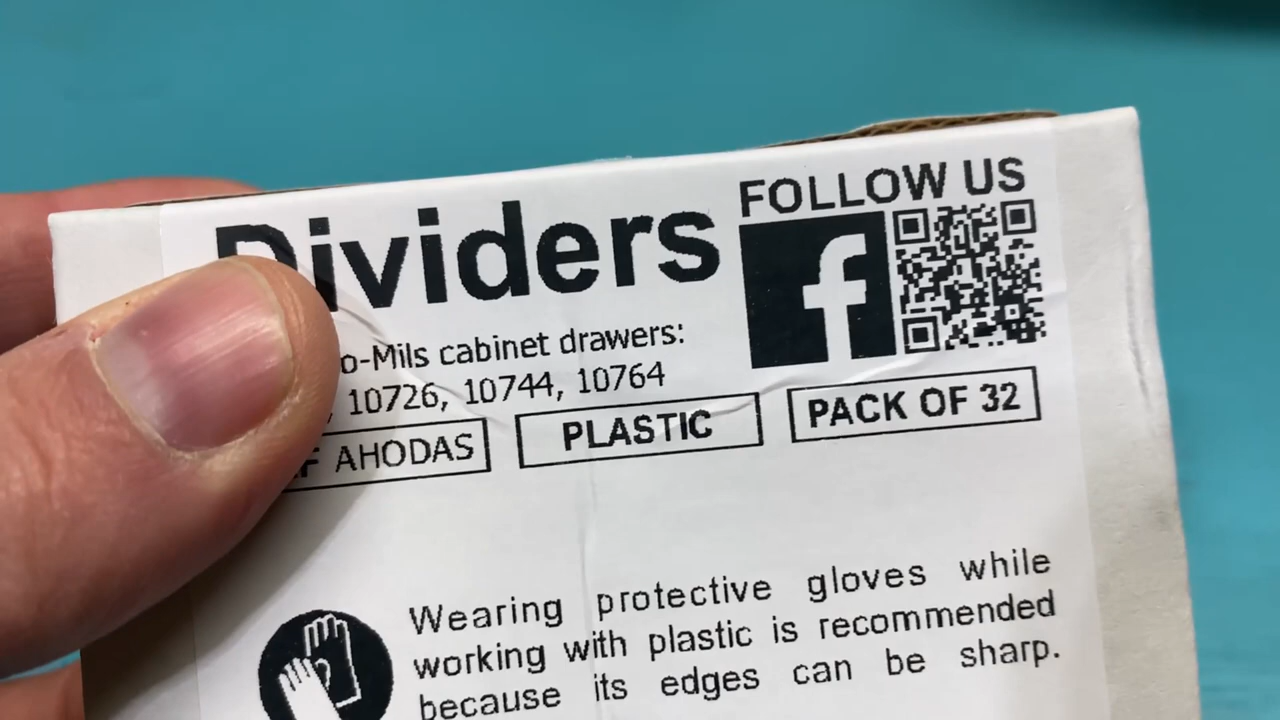 Dividers
FOLLOW US
o-Mils cabinet drawers:
, 10726, 10744, 10764
AHODAS
PLASTIC
PACK OF 32
Wearing protective gloves while
working with plastic is recommended
because its edges can be sharp.